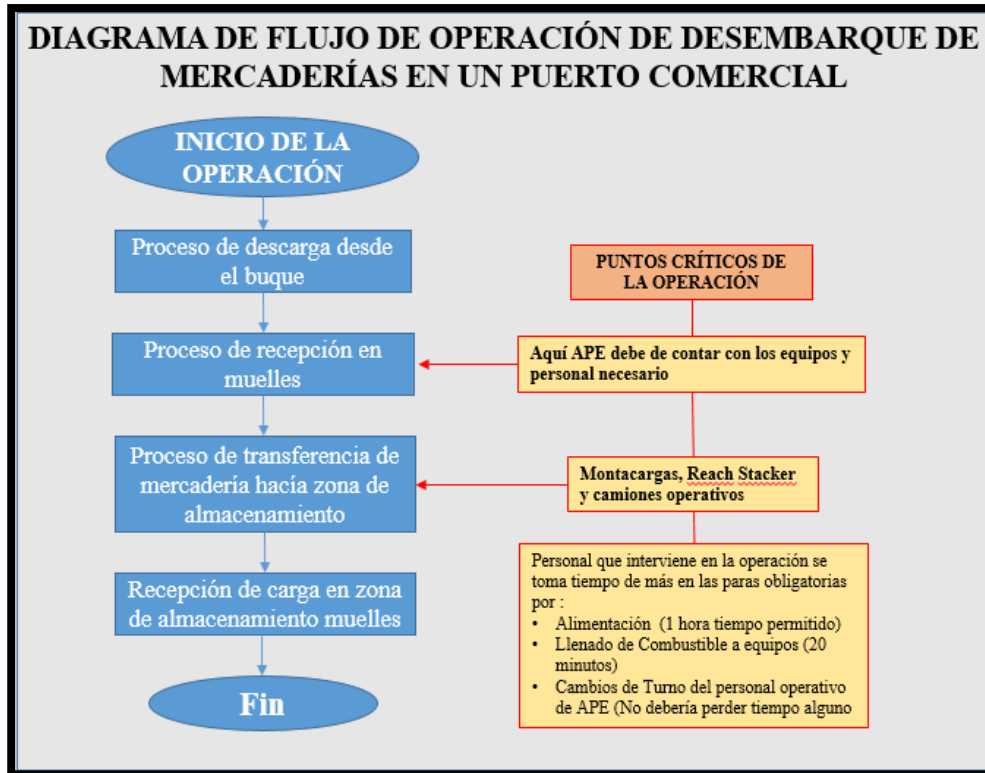 DIAGRAMA DE FLUJO DE OPERACIÓN DE DESEMBARQUE DE
MERCADERÍAS EN UN PUERTO COMERCIAL
INICIO DE LA
OPERACIÓN
Proceso de descarga desde
el buque
Proceso de recepción en
muelles
Proceso de transferencia de
mercadería hacía zona de
almacenamiento
Recepción de carga en zona
de almacenamiento muelles
Fin
PUNTOS CRÍTICOS DE
LA OPERACIÓN
Aquí APE debe de contar con los equipos y
personal necesario
Montacargas, Reach Stacker
y camiones operativos
Personal que interviene en la operación se
toma tiempo de más en las paras obligatorias
por :
• Alimentación (1 hora tiempo permitido)
• Llenado de Combustible a equipos (20
minutos)
• Cambios de Turno del personal operativo
de APE (No debería perder tiempo alguno